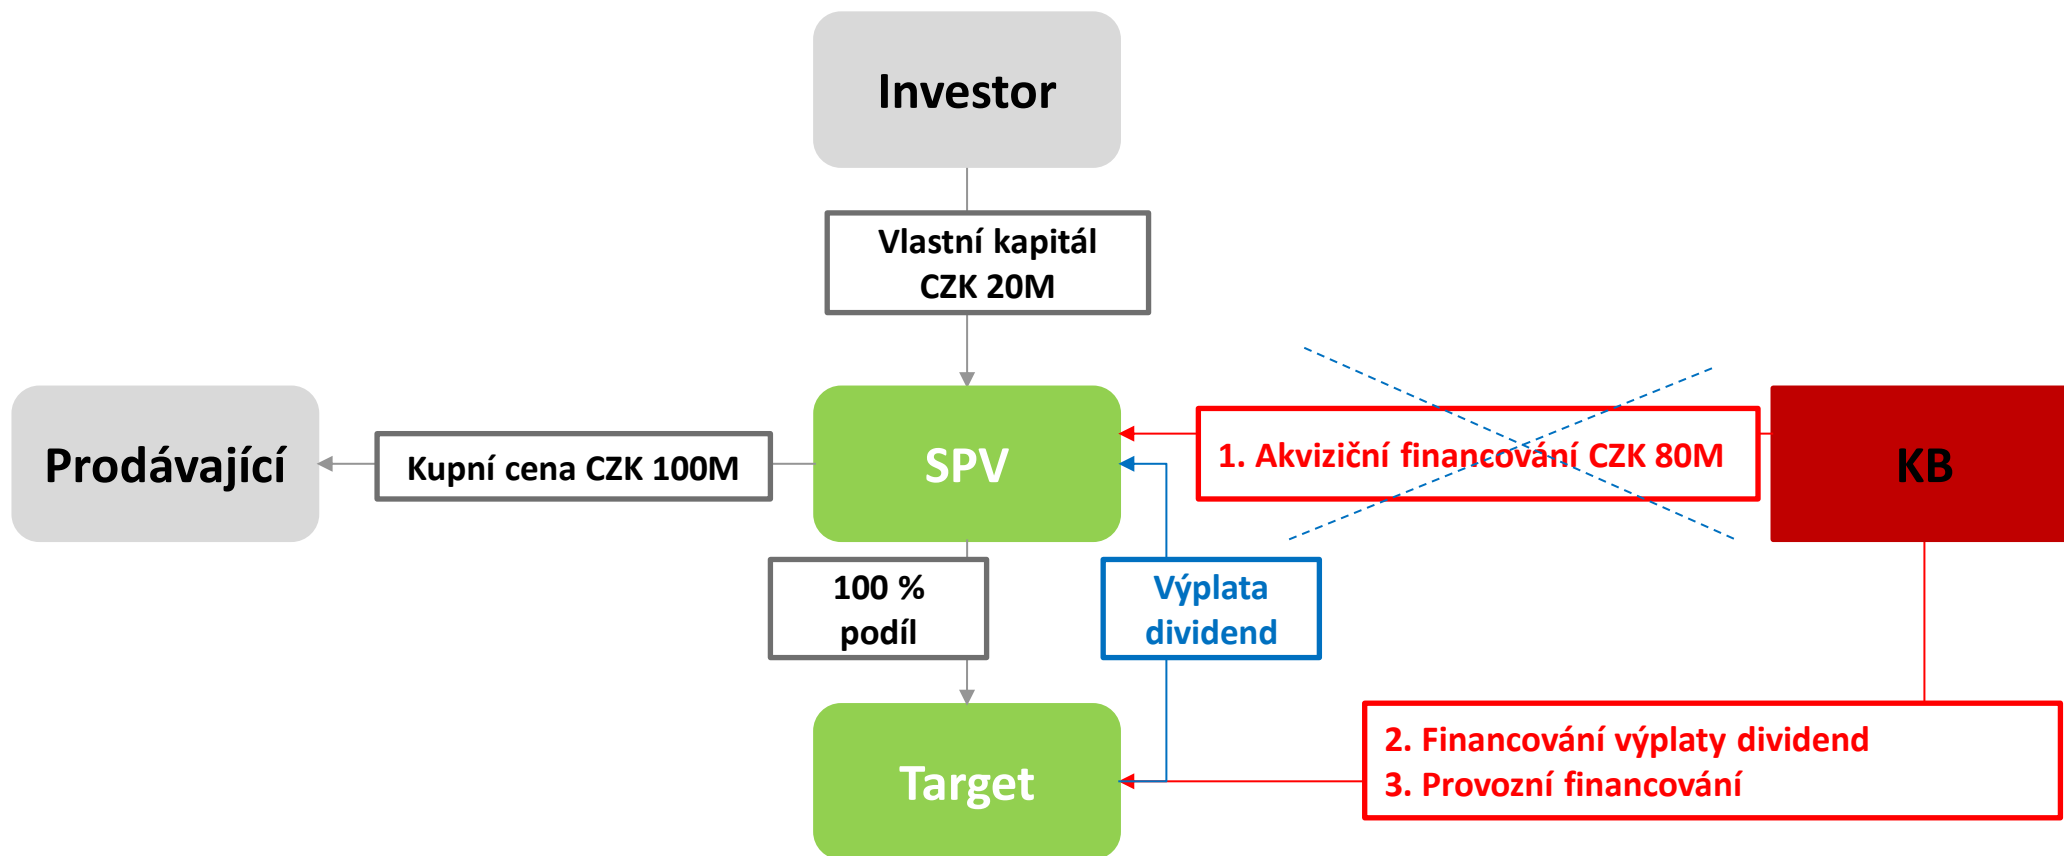 Investor
Vlastní kapitál
CZK 20M
Prodávající
Kupní cena CZK 100M
SPV
1. Akviziční financování CZK 80M
KB
100 %
podíl
Výplata
dividend
Target
2. Financování výplaty dividend
3. Provozní financování